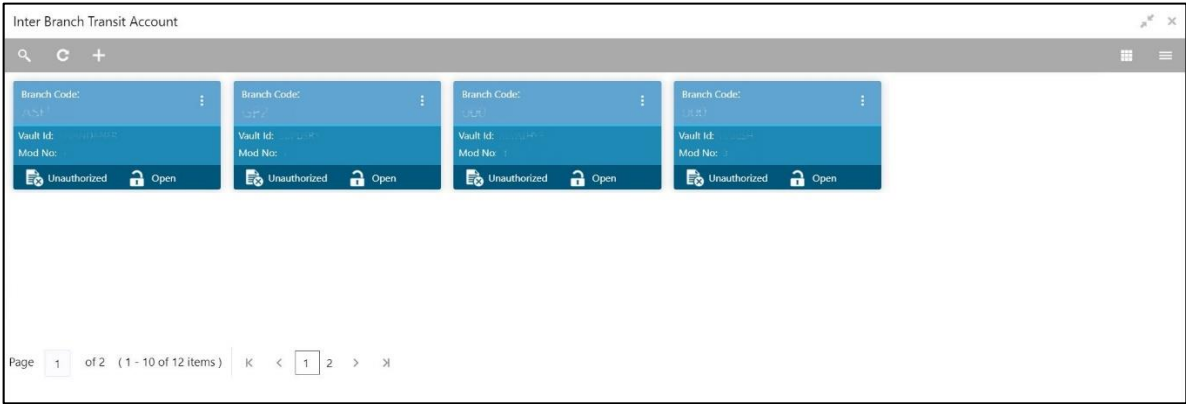 Inter Branch Transit Account
Branch Code: Branch Code: Branch Code: Branch Code:
Vault Id: Vault Id: Vault Id: Vault Id:
Mod No: Mod No: Mod No: Mod No:
Unauthorized Open Unauthorized Open Unauthorized Open Unauthorized Open
Page 1 of 2 ( 1 - 10 of 12 items ) 1 2